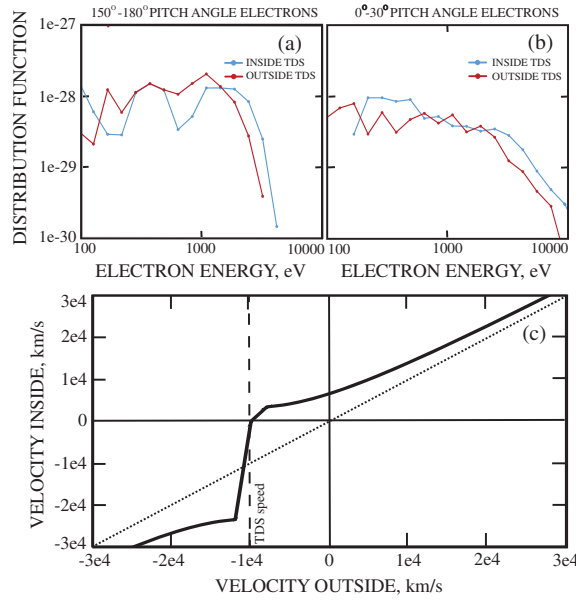 150°-180° PITCH ANGLE ELECTRONS
0°-30° PITCH ANGLE ELECTRONS
DISTRIBUTION FUNCTION
1e-27
1e-28
1e-29
1e-30
(a)
INSIDE TDS
OUTSIDE TDS
(b)
INSIDE TDS
OUTSIDE TDS
100
1000
10000
100
1000
10000
ELECTRON ENERGY, eV
ELECTRON ENERGY, eV
VELOCITY INSIDE, km/s
3e4
2e4
1e4
0
-1e4
-2e4
-3e4
(c)
TDS speed
-3e4
-2e4
-1e4
0
1e4
2e4
3e4
VELOCITY OUTSIDE, km/s